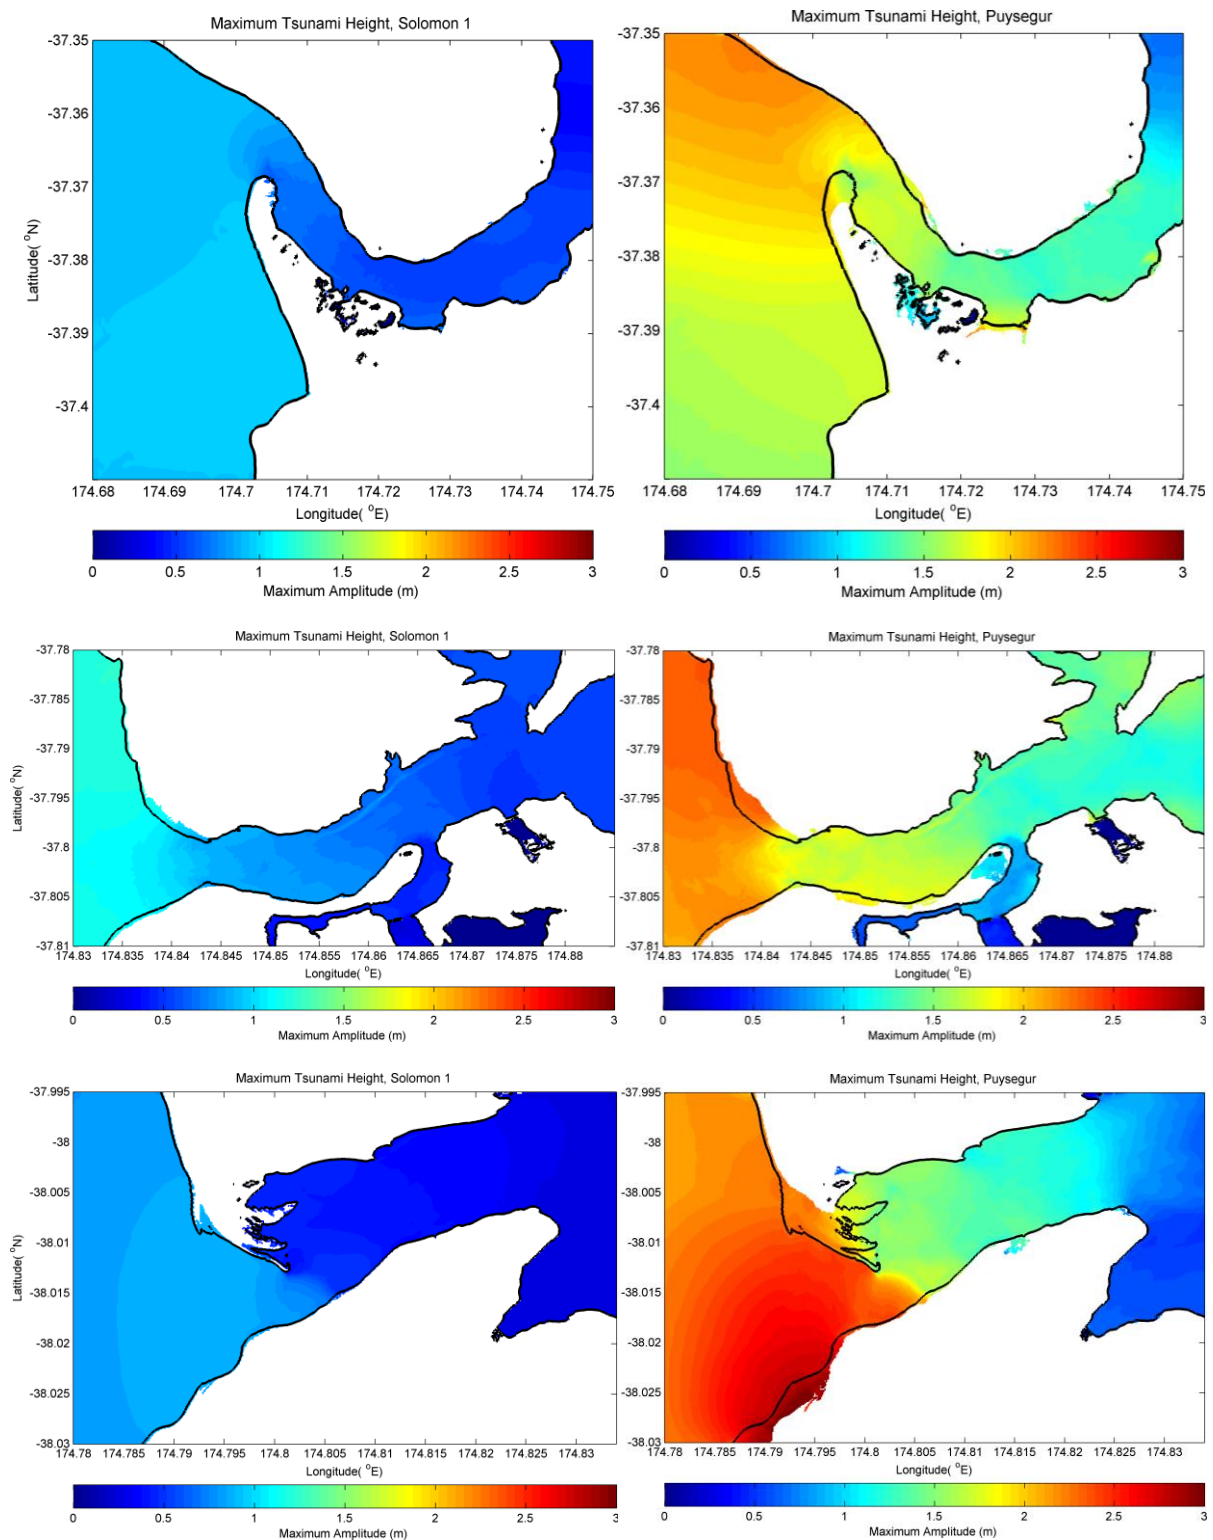 Maximum Tsunami Height, Solomon 1
-37.35
-37.36
-37.37
-37.38
-37.39
-37.4
Latitude( °N)
174.68 174.69 174.7 174.71 174.72 174.73 174.74 174.75
Longitude( °E)
0 0.5 1 1.5 2 2.5 3
Maximum Amplitude (m)
Maximum Tsunami Height, Puysegur
-37.35
-37.36
-37.37
-37.38
-37.39
-37.4
174.68 174.69 174.7 174.71 174.72 174.73 174.74 174.75
Longitude( °E)
0 0.5 1 1.5 2 2.5 3
Maximum Amplitude (m)
Maximum Tsunami Height, Solomon 1
-37.78
-37.785
-37.79
-37.795
-37.8
-37.805
-37.81
Latitude( °N)
174.83 174.835 174.84 174.845 174.85 174.855 174.86 174.865 174.87 174.875 174.88
Longitude( °E)
0 0.5 1 1.5 2 2.5 3
Maximum Amplitude (m)
Maximum Tsunami Height, Puysegur
-37.78
-37.785
-37.79
-37.795
-37.8
-37.805
-37.81
174.83 174.835 174.84 174.845 174.85 174.855 174.86 174.865 174.87 174.875 174.88
Longitude( °E)
0 0.5 1 1.5 2 2.5 3
Maximum Amplitude (m)
Maximum Tsunami Height, Solomon 1
-37.995
-38
-38.005
-38.01
-38.015
-38.02
-38.025
-38.03
Latitude( °N)
174.78 174.785 174.79 174.795 174.8 174.805 174.81 174.815 174.82 174.825 174.83
Longitude( °E)
0 0.5 1 1.5 2 2.5 3
Maximum Amplitude (m)
Maximum Tsunami Height, Puysegur
-37.995
-38
-38.005
-38.01
-38.015
-38.02
-38.025
-38.03
174.78 174.785 174.79 174.795 174.8 174.805 174.81 174.815 174.82 174.825 174.83
Longitude( °E)
0 0.5 1 1.5 2 2.5 3
Maximum Amplitude (m)